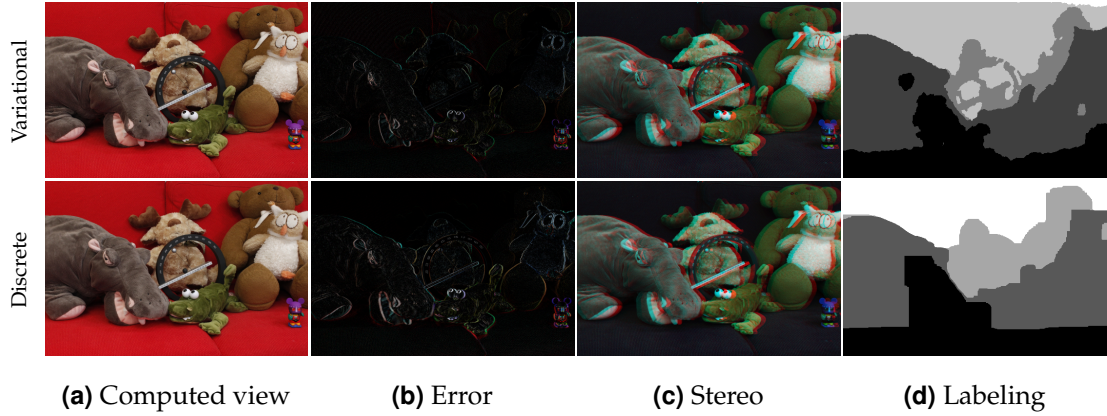 Variational
Discrete
(a) Computed view
(b) Error
(c) Stereo
(d) Labeling